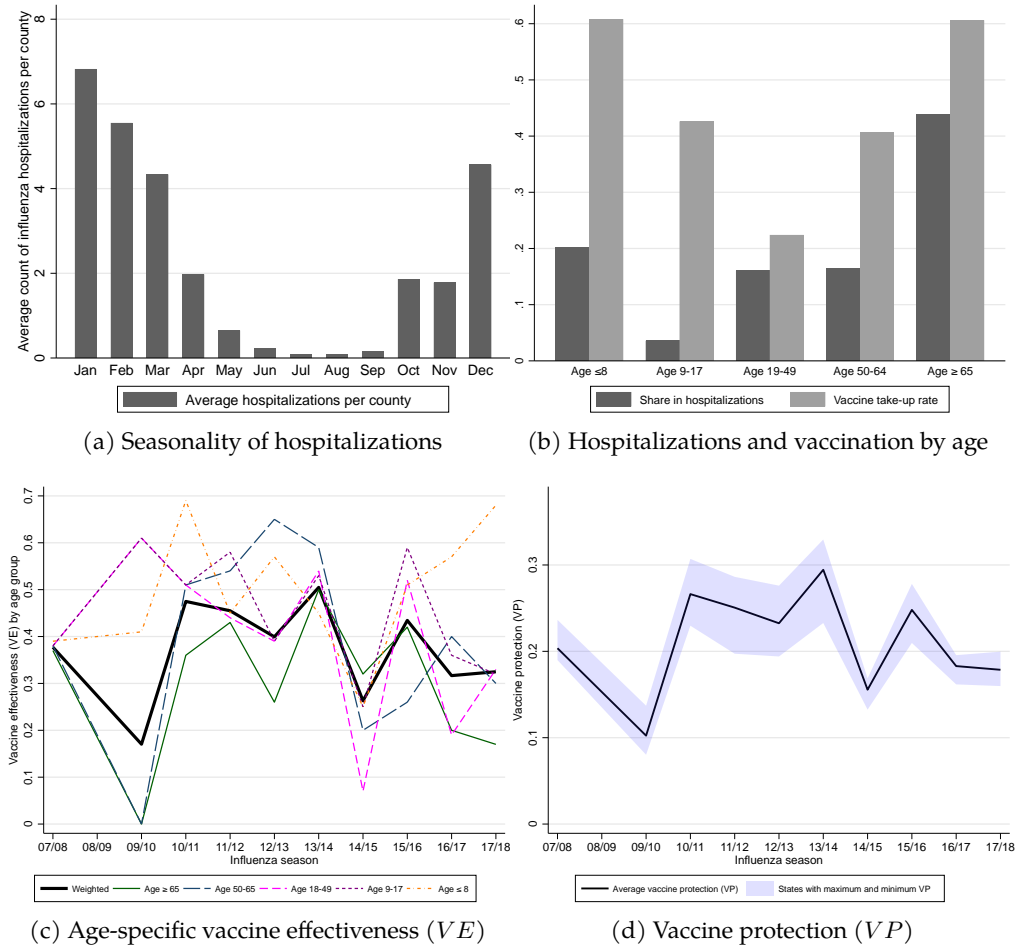 Average count of influenza hospitalizations per county
8
6
4
2
0
Jan Feb Mar Apr May Jun Jul Aug Sep Oct Nov Dec
Average hospitalizations per county
(a) Seasonality of hospitalizations
.6
.5
.4
.3
.2
.1
0
Age ≤8 Age 9-17 Age 19-49 Age 50-64 Age ≥ 65
Share in hospitalizations Vaccine take-up rate
(b) Hospitalizations and vaccination by age
Vaccine effectiveness (VE) by age group
0.7
0.6
0.5
0.4
0.3
0.2
0.1
0
07/08 08/09 09/10 10/11 11/12 12/13 13/14 14/15 15/16 16/17 17/18
Influenza season
Weighted Age ≥ 65 Age 50-65 Age 18-49 Age 9-17 Age ≤ 8
(c) Age-specific vaccine effectiveness (VE)
Vaccine protection (VP)
0.3
0.2
0.1
0
07/08 08/09 09/10 10/11 11/12 12/13 13/14 14/15 15/16 16/17 17/18
Influenza season
Average vaccine protection (VP) States with maximum and minimum VP
(d) Vaccine protection (VP)